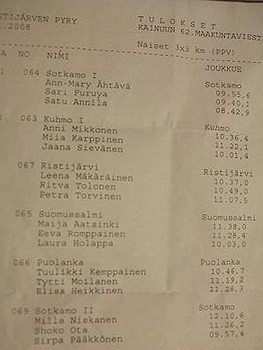 STIJÄRVEN PYRY T U L O K S E T
.2008 KAINUUN 62.MAAKUNTAVIEST
Naiset 3x3 km (PPV)
A NO NIMI JOUKKUE
1 064 Sotkamo I Sotkamo
Ann-Mary Ähtävä 09.55,6
Sari Puruya 09.40,1
Satu Annila 08.42,9
063 Kuhmo I Kuhmo
Anni Mikkonen 10.36,4
Miia Karppinen 11.22,1
Jaana Sievänen 10.01,4
067 Ristijärvi Ristijärvi
Leena Mäkäräinen 10.37,0
Ritva Tolonen 10.49,0
Petra Torvinen 11.07,5
065 Suomussalmi Suomussalmi
Maija Aatsinki 11.38,0
Eeva Romppainen 11.28,4
Laura Holappa 10.03,0
066 Puolanka Puolanka
Tuulikki Kemppainen 10.46,7
Tytti Moilanen 11.19,2
Elisa Heikkinen 11.28,3
069 Sotkamo II Sotkamo
Milla Niskanen 12.10,6
Shoko Ota 11.26,2
Sirpa Pääkkönen 09.57,4